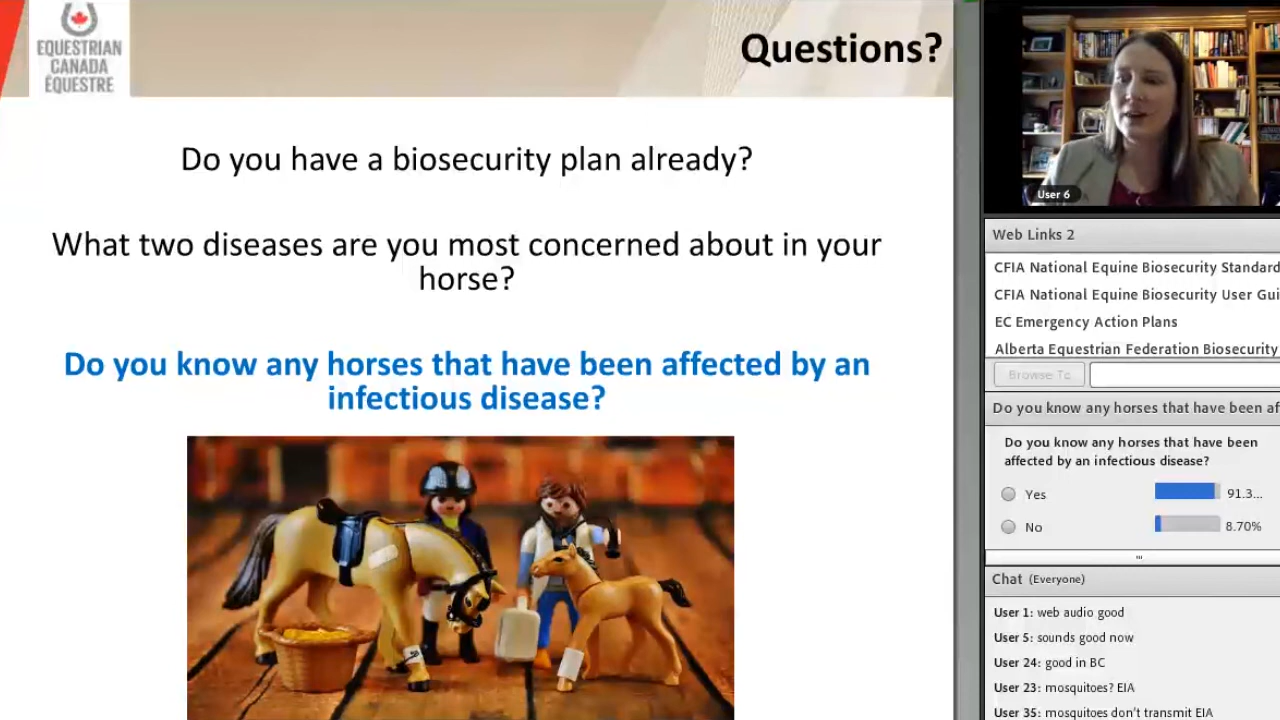 EQUESTRIAN
CANADA
ÉQUESTRE
Questions?
Do you have a biosecurity plan already?
What two diseases are you most concerned about in your
horse?
Do you know any horses that have been affected by an
infectious disease?
User 6
Web Links 2
CFIA National Equine Biosecurity Standard
CFIA National Equine Biosecurity User Gui
EC Emergency Action Plans
Alberta Equestrian Federation Biosecurity
Browse To
Do you know any horses that have been af
Do you know any horses that have been
affected by an infectious disease?
Yes 91.3...
No 8.70%
Chat (Everyone)
User 1: web audio good
User 5: sounds good now
User 24: good in BC
User 23: mosquitoes? EIA
User 35: mosquitoes don't transmit EIA